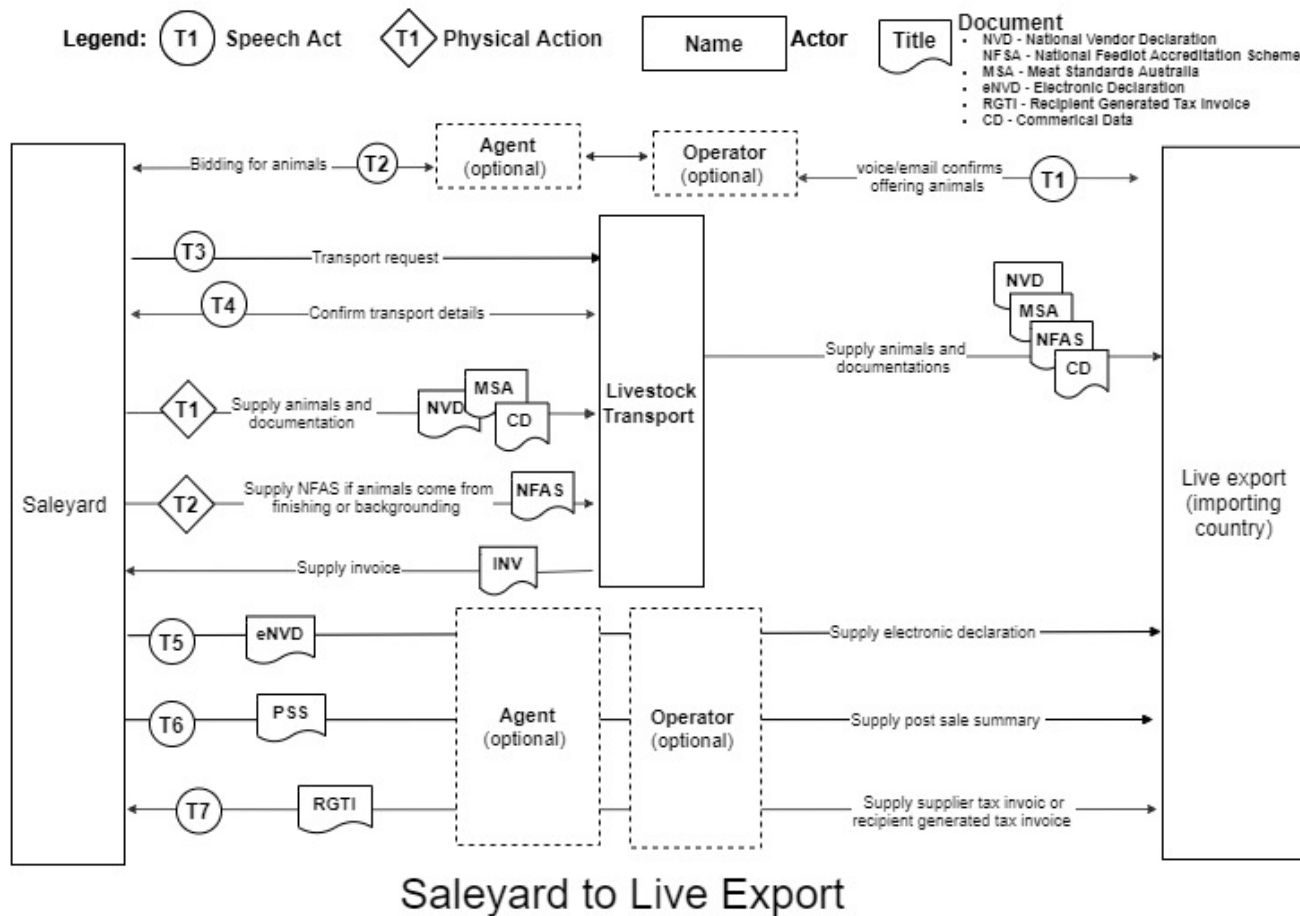 Legend: T1 Speech Act T1 Physical Action Name Actor Title Document
NVD - National Vendor Declaration
NFSA - National Feedlot Accreditation Scheme
MSA - Meat Standards Australia
eNVD - Electronic Declaration
RGTI - Recipient Generated Tax Invoice
CD - Commerical Data
Bidding for animals
T2
Agent
(optional)
Operator
(optional)
voice/email confirms
offering animals
T1
T3
Transport request
T4
Confirm transport details
T1
Supply animals and
documentation
NVD
MSA
CD
T2
Supply NFAS if animals come from
finishing or backgrounding
NFAS
Supply invoice
INV
Saleyard
Livestock
Transport
Supply animals and
documentations
NVD
MSA
NFAS
CD
Live export
(importing
country)
T5
eNVD
Supply electronic declaration
T6
PSS
Agent
(optional)
Operator
(optional)
Supply post sale summary
T7
RGTI
Supply supplier tax invoic or
recipient generated tax invoice
Saleyard to Live Export